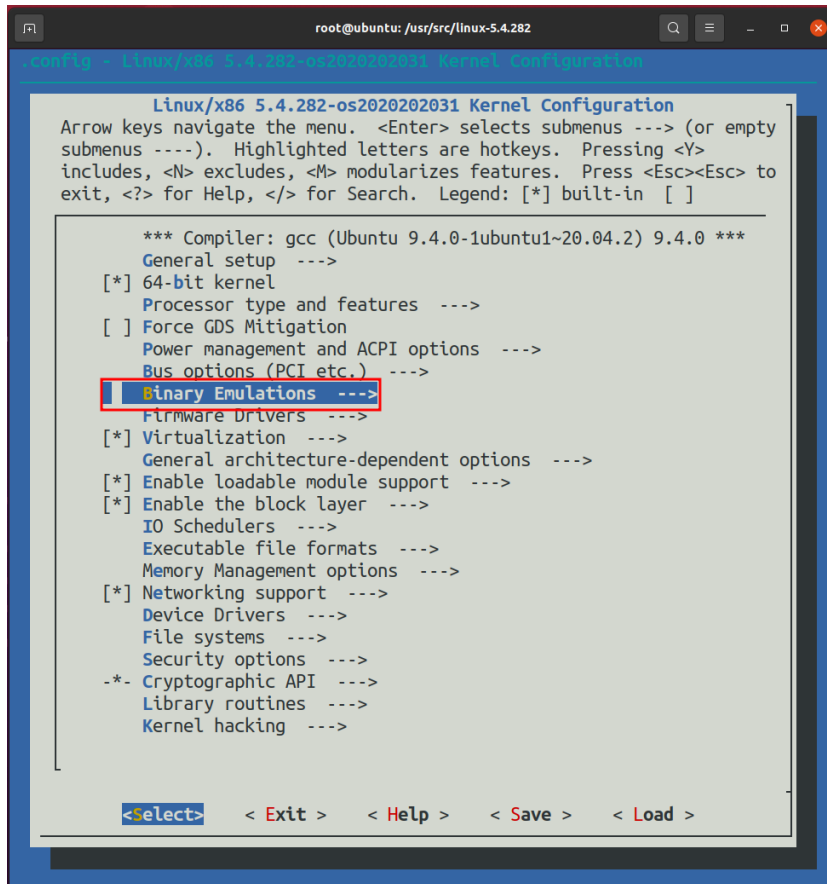 root@ubuntu: /usr/src/linux-5.4.282
.config - Linux/x86 5.4.282-os2020202031 Kernel Configuration
Linux/x86 5.4.282-os2020202031 Kernel Configuration
Arrow keys navigate the menu.  <Enter> selects submenus ---> (or empty
submenus ----).  Highlighted letters are hotkeys.  Pressing <Y>
includes, <N> excludes, <M> modularizes features.  Press <Esc><Esc> to
exit, <?> for Help, </> for Search.  Legend: [*] built-in  [ ]
*** Compiler: gcc (Ubuntu 9.4.0-1ubuntu1~20.04.2) 9.4.0 ***
General setup  --->
[*] 64-bit kernel
Processor type and features  --->
[ ] Force GDS Mitigation
Power management and ACPI options  --->
Bus options (PCI etc.)  --->
Binary Emulations  --->
Firmware Drivers  --->
[*] Virtualization  --->
General architecture-dependent options  --->
[*] Enable loadable module support  --->
[*] Enable the block layer  --->
IO Schedulers  --->
Executable file formats  --->
Memory Management options  --->
[*] Networking support  --->
Device Drivers  --->
File systems  --->
Security options  --->
-*- Cryptographic API  --->
Library routines  --->
Kernel hacking  --->
<Select>    < Exit >    < Help >    < Save >    < Load >